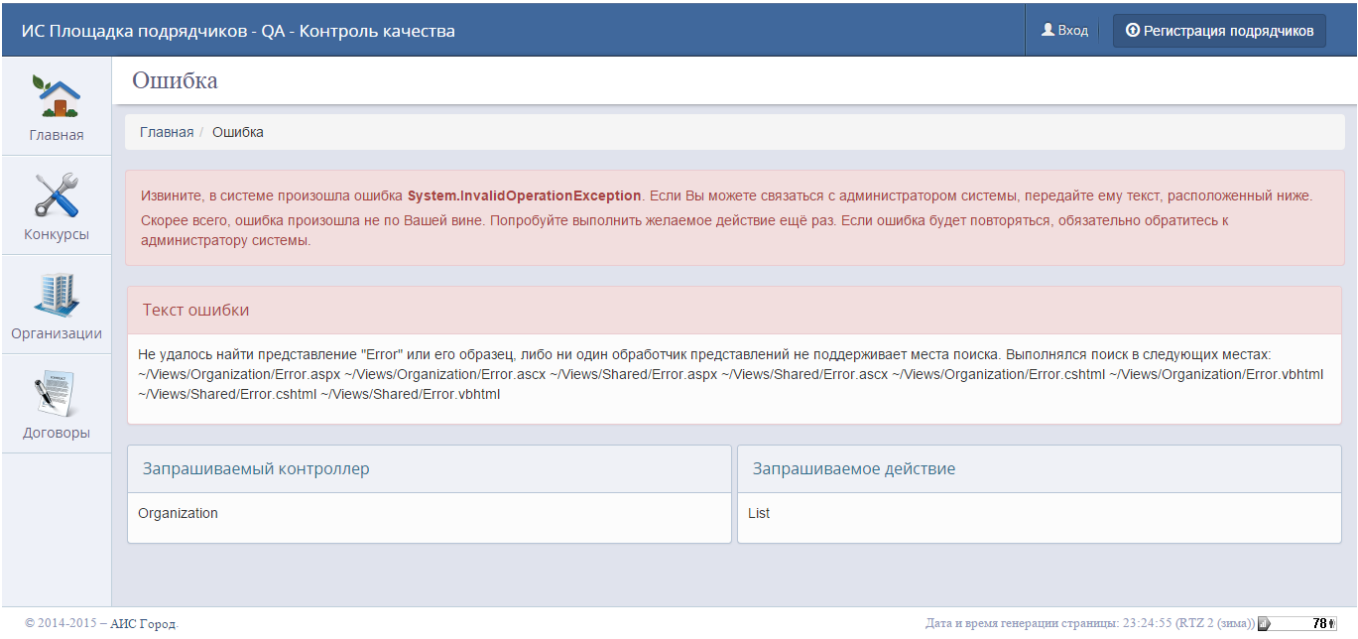 ИС Площадка подрядчиков - QA - Контроль качества
Вход
Регистрация подрядчиков
Главная
Конкурсы
Организации
Договоры
Ошибка
Главная / Ошибка
Извините, в системе произошла ошибка System.InvalidOperationException. Если Вы можете связаться с администратором системы, передайте ему текст, расположенный ниже.
Скорее всего, ошибка произошла не по Вашей вине. Попробуйте выполнить желаемое действие ещё раз. Если ошибка будет повторяться, обязательно обратитесь к
администратору системы.
Текст ошибки
Не удалось найти представление "Error" или его образец, либо ни один обработчик представлений не поддерживает места поиска. Выполнялся поиск в следующих местах:
~/Views/Organization/Error.aspx ~/Views/Organization/Error.ascx ~/Views/Shared/Error.aspx ~/Views/Shared/Error.ascx ~/Views/Organization/Error.cshtml ~/Views/Organization/Error.vbhtml
~/Views/Shared/Error.cshtml ~/Views/Shared/Error.vbhtml
Запрашиваемый контроллер
Organization
Запрашиваемое действие
List
© 2014-2015 – АИС Город.
Дата и время генерации страницы: 23:24:55 (RTZ 2 (зима))
78